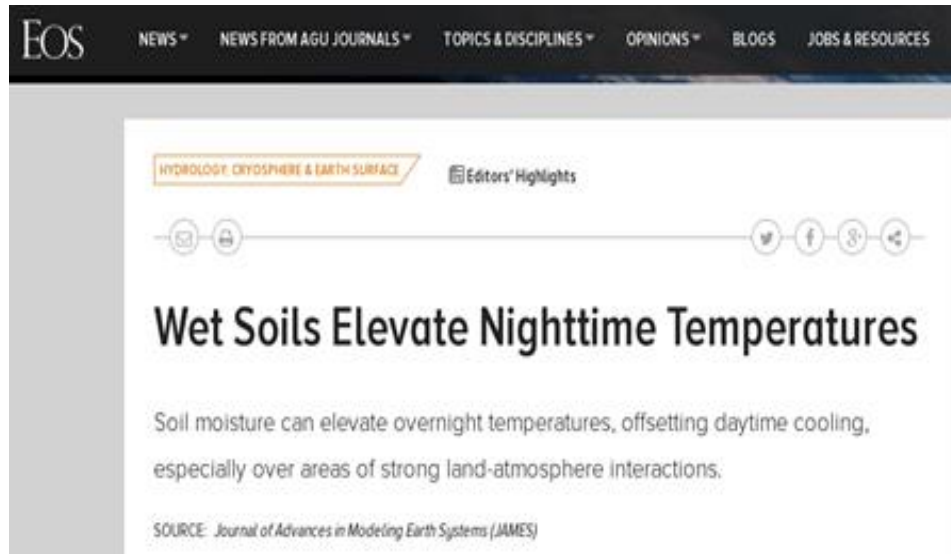 EOS
NEWS NEWS FROM AGU JOURNALS TOPICS & DISCIPLINES OPINIONS BLOGS JOBS & RESOURCES
HYDROLOGY, CRYOSPHERE & EARTH SURFACE Editors' Highlights
Wet Soils Elevate Nighttime Temperatures
Soil moisture can elevate overnight temperatures, offsetting daytime cooling,
especially over areas of strong land-atmosphere interactions.
SOURCE: Journal of Advances in Modeling Earth Systems (JAMES)